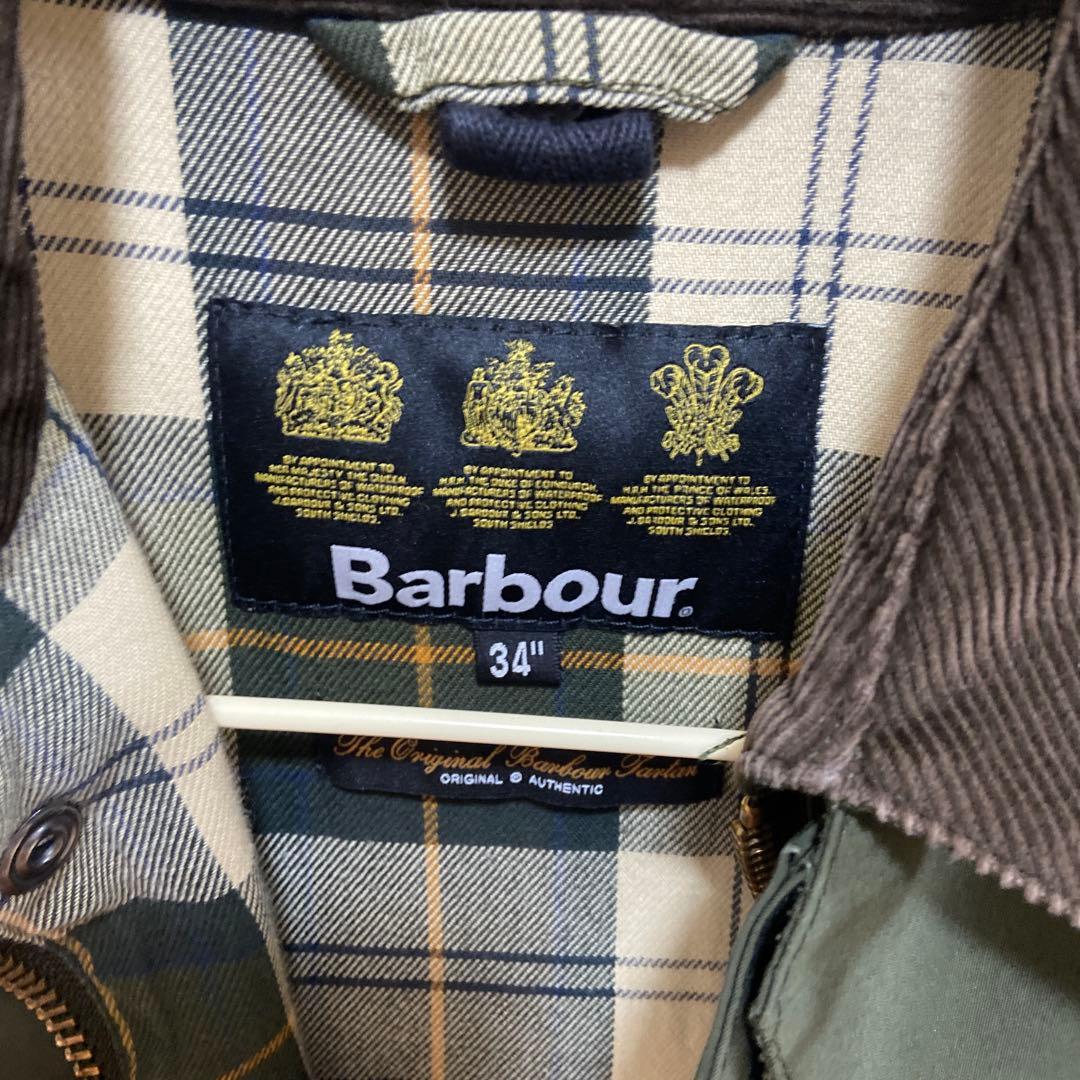 BY APPOINTMENT TO
HER MAJESTY THE QUEEN
MANUFACTURERS OF WATERPROOF
AND PROTECTIVE CLOTHING
J. BARBOUR & SONS LTD.
SOUTH SHIELDS
BY APPOINTMENT TO
H.R.H. THE DUKE OF EDINBURGH
MANUFACTURERS OF WATERPROOF
AND PROTECTIVE CLOTHING
J. BARBOUR & SONS LTD.
SOUTH SHIELDS
BY APPOINTMENT TO
H.R.H. THE PRINCE OF WALES
MANUFACTURERS OF WATERPROOF
AND PROTECTIVE CLOTHING
J. BARBOUR & SONS LTD.
SOUTH SHIELDS.
Barbour®
34"
The Original Barbour Tartan
ORIGINAL ® AUTHENTIC